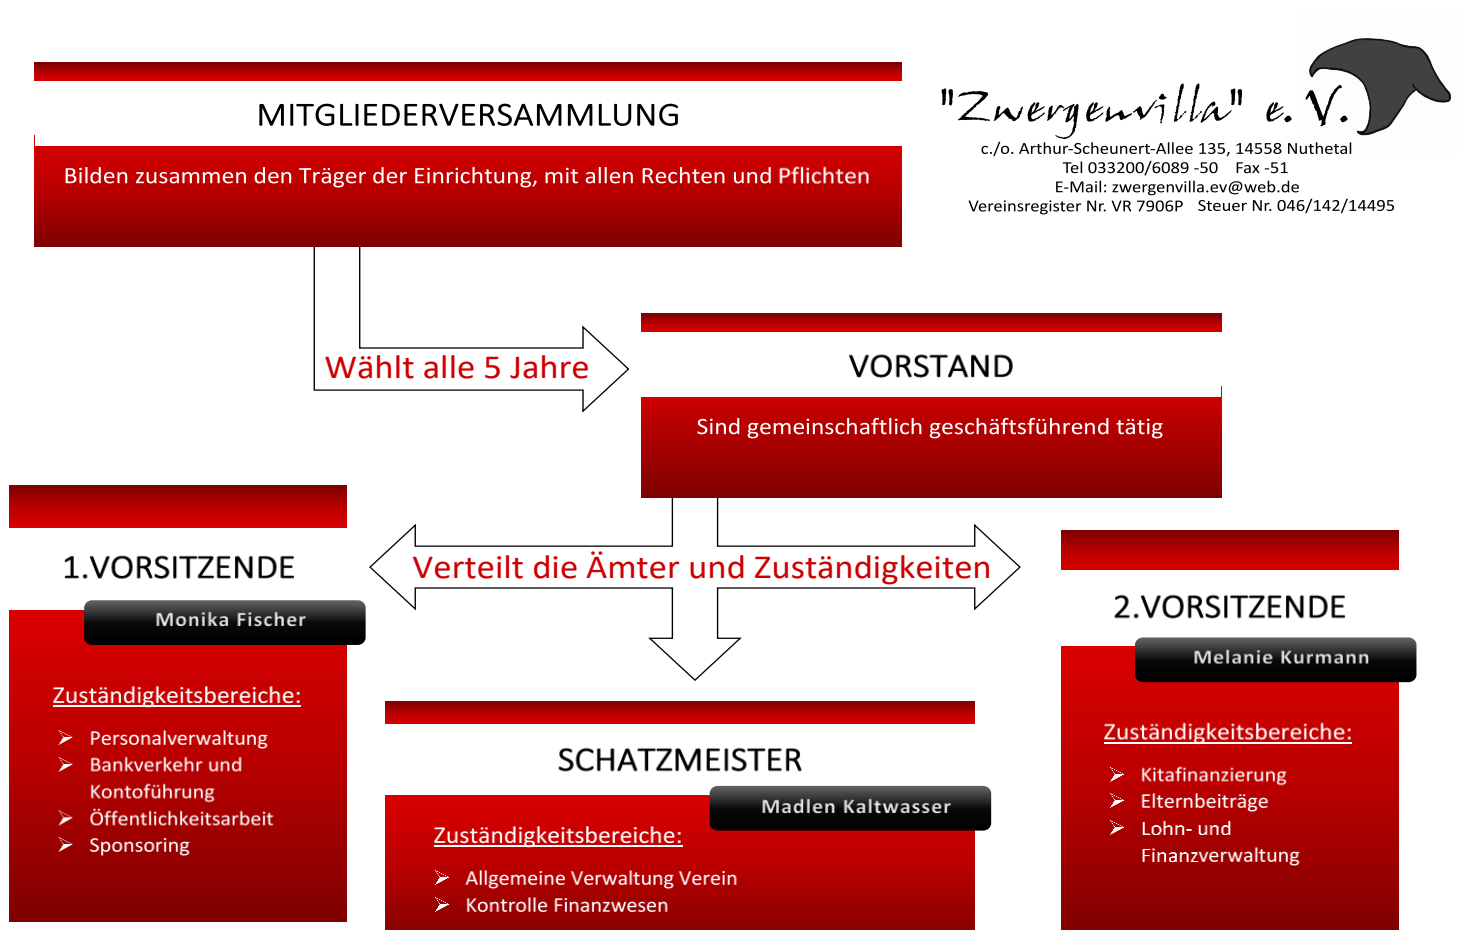 "Zwergenvilla" e. V.
c./o. Arthur-Scheunert-Allee 135, 14558 Nuthetal
Tel 033200/6089 -50 Fax -51
E-Mail: zwergenvilla.ev@web.de
Vereinsregister Nr. VR 7906P Steuer Nr. 046/142/14495
MITGLIEDERVERSAMMLUNG
Bilden zusammen den Träger der Einrichtung, mit allen Rechten und Pflichten
Wählt alle 5 Jahre
VORSTAND
Sind gemeinschaftlich geschäftsführend tätig
Verteilt die Ämter und Zuständigkeiten
1.VORSITZENDE
Monika Fischer
Zuständigkeitsbereiche:
Personalverwaltung
Bankverkehr und
Kontoführung
Öffentlichkeitsarbeit
Sponsoring
SCHATZMEISTER
Madlen Kaltwasser
Zuständigkeitsbereiche:
Allgemeine Verwaltung Verein
Kontrolle Finanzwesen
2.VORSITZENDE
Melanie Kurmann
Zuständigkeitsbereiche:
Kitafinanzierung
Elternbeiträge
Lohn- und
Finanzverwaltung